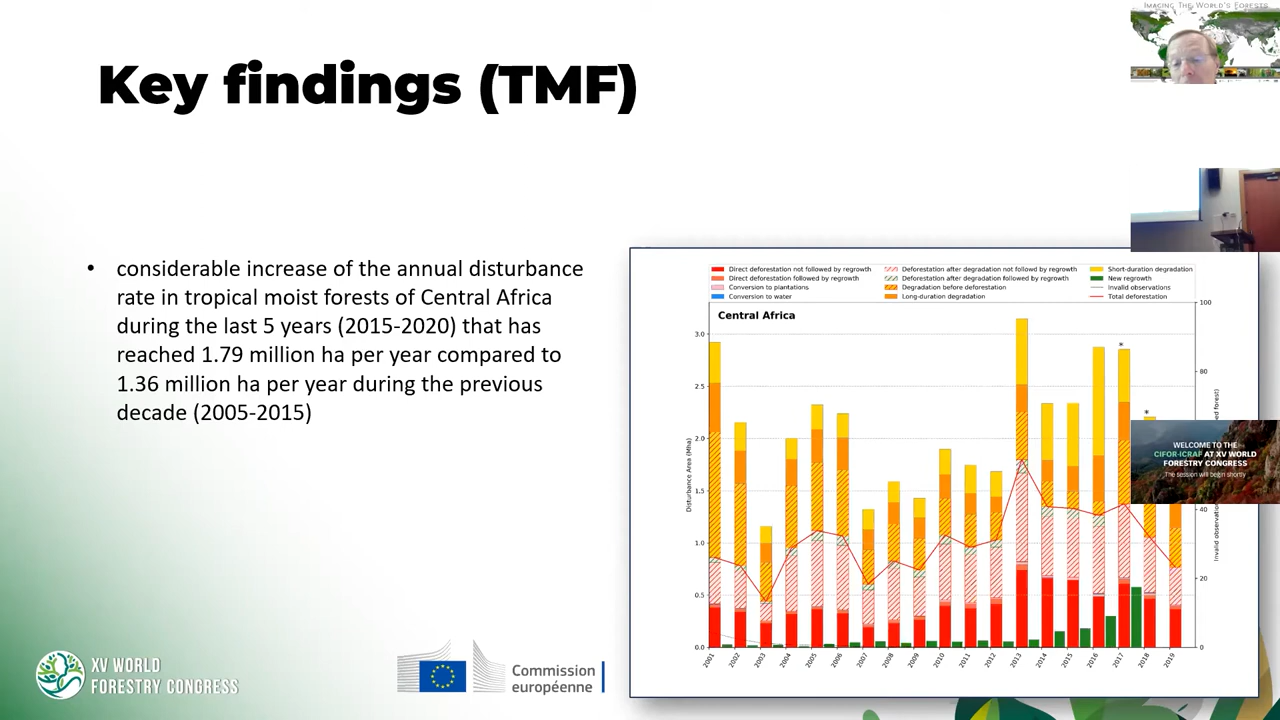 IMAGING THE WORLD'S FORESTS
Key findings (TMF)
• considerable increase of the annual disturbance
rate in tropical moist forests of Central Africa
during the last 5 years (2015-2020) that has
reached 1.79 million ha per year compared to
1.36 million ha per year during the previous
decade (2005-2015)
Direct deforestation not followed by regrowth
Direct deforestation followed by regrowth
Conversion to plantations
Conversion to water
Deforestation after degradation not followed by regrowth
Deforestation after degradation followed by regrowth
Degradation before deforestation
Long-duration degradation
Short-duration degradation
New regrowth
Invalid observations
Total deforestation
Central Africa
Disturbance Area (Mha)
3.0
2.5
2.0
1.5
1.0
0.5
0.0
100
80
40
20
0
Invalid observation
ed forest)
*
*
2001 2002 2003 2004 2005 2006 2007 2008 2009 2010 2011 2012 2013 2014 2015 2016 2017 2018 2019
WELCOME TO THE
CIFOR-ICRAF AT XV WORLD
FORESTRY CONGRESS
The session will begin shortly
XV WORLD
FORESTRY CONGRESS
Commission
européenne